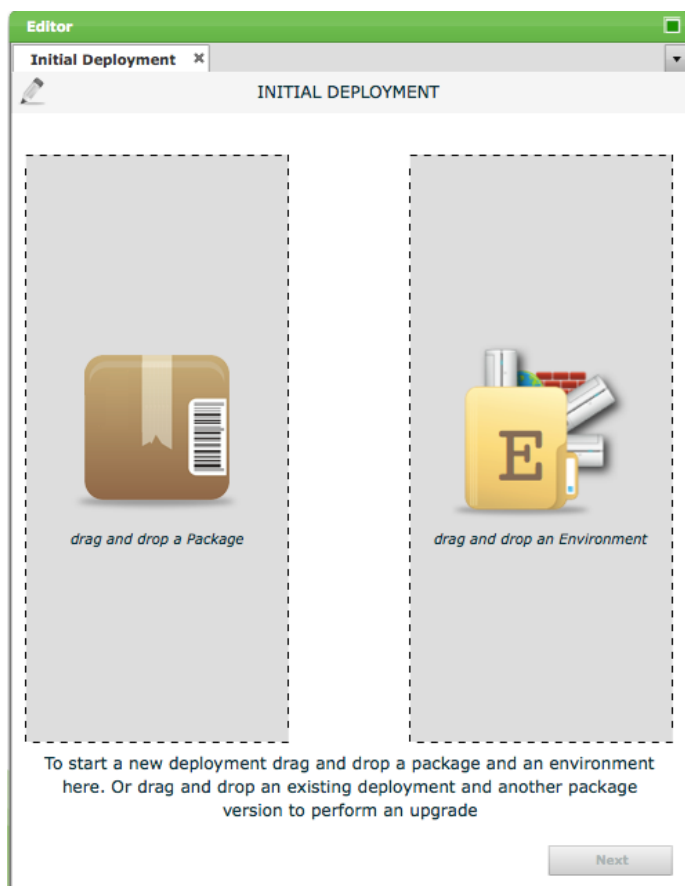 Editor
Initial Deployment
INITIAL DEPLOYMENT
E
drag and drop a Package
drag and drop an Environment
To start a new deployment drag and drop a package and an environment
here. Or drag and drop an existing deployment and another package
version to perform an upgrade
Next